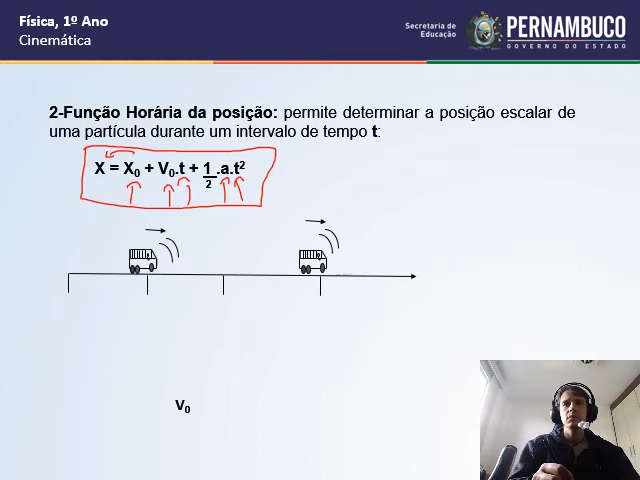 Física, 1º Ano
Cinemática
Secretaria de
Educação
PERNAMBUCO
GOVERNO DO ESTADO
2-Função Horária da posição: permite determinar a posição escalar de
uma partícula durante um intervalo de tempo t:
X = X₀ + V₀.t + 1/2.a.t²
V₀